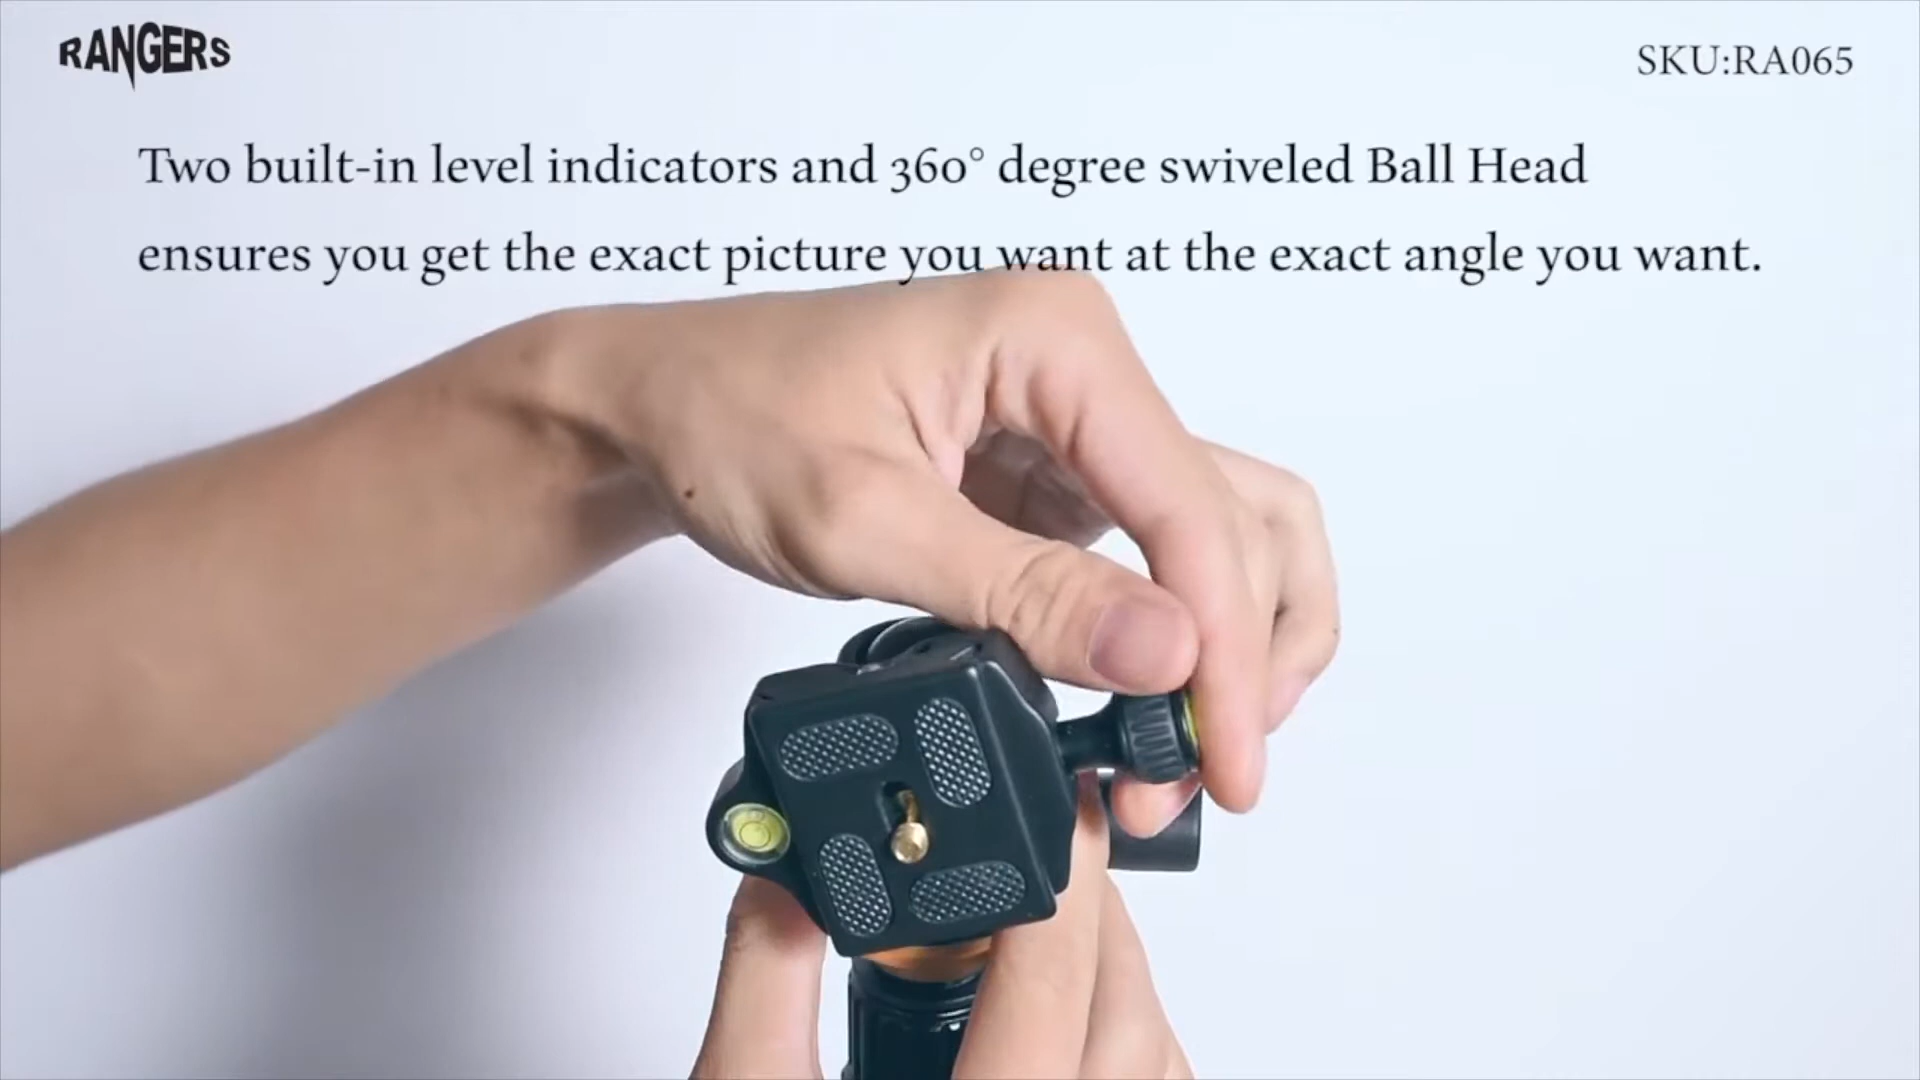 RANGERS
SKU:RA065
Two built-in level indicators and 360° degree swiveled Ball Head
ensures you get the exact picture you want at the exact angle you want.